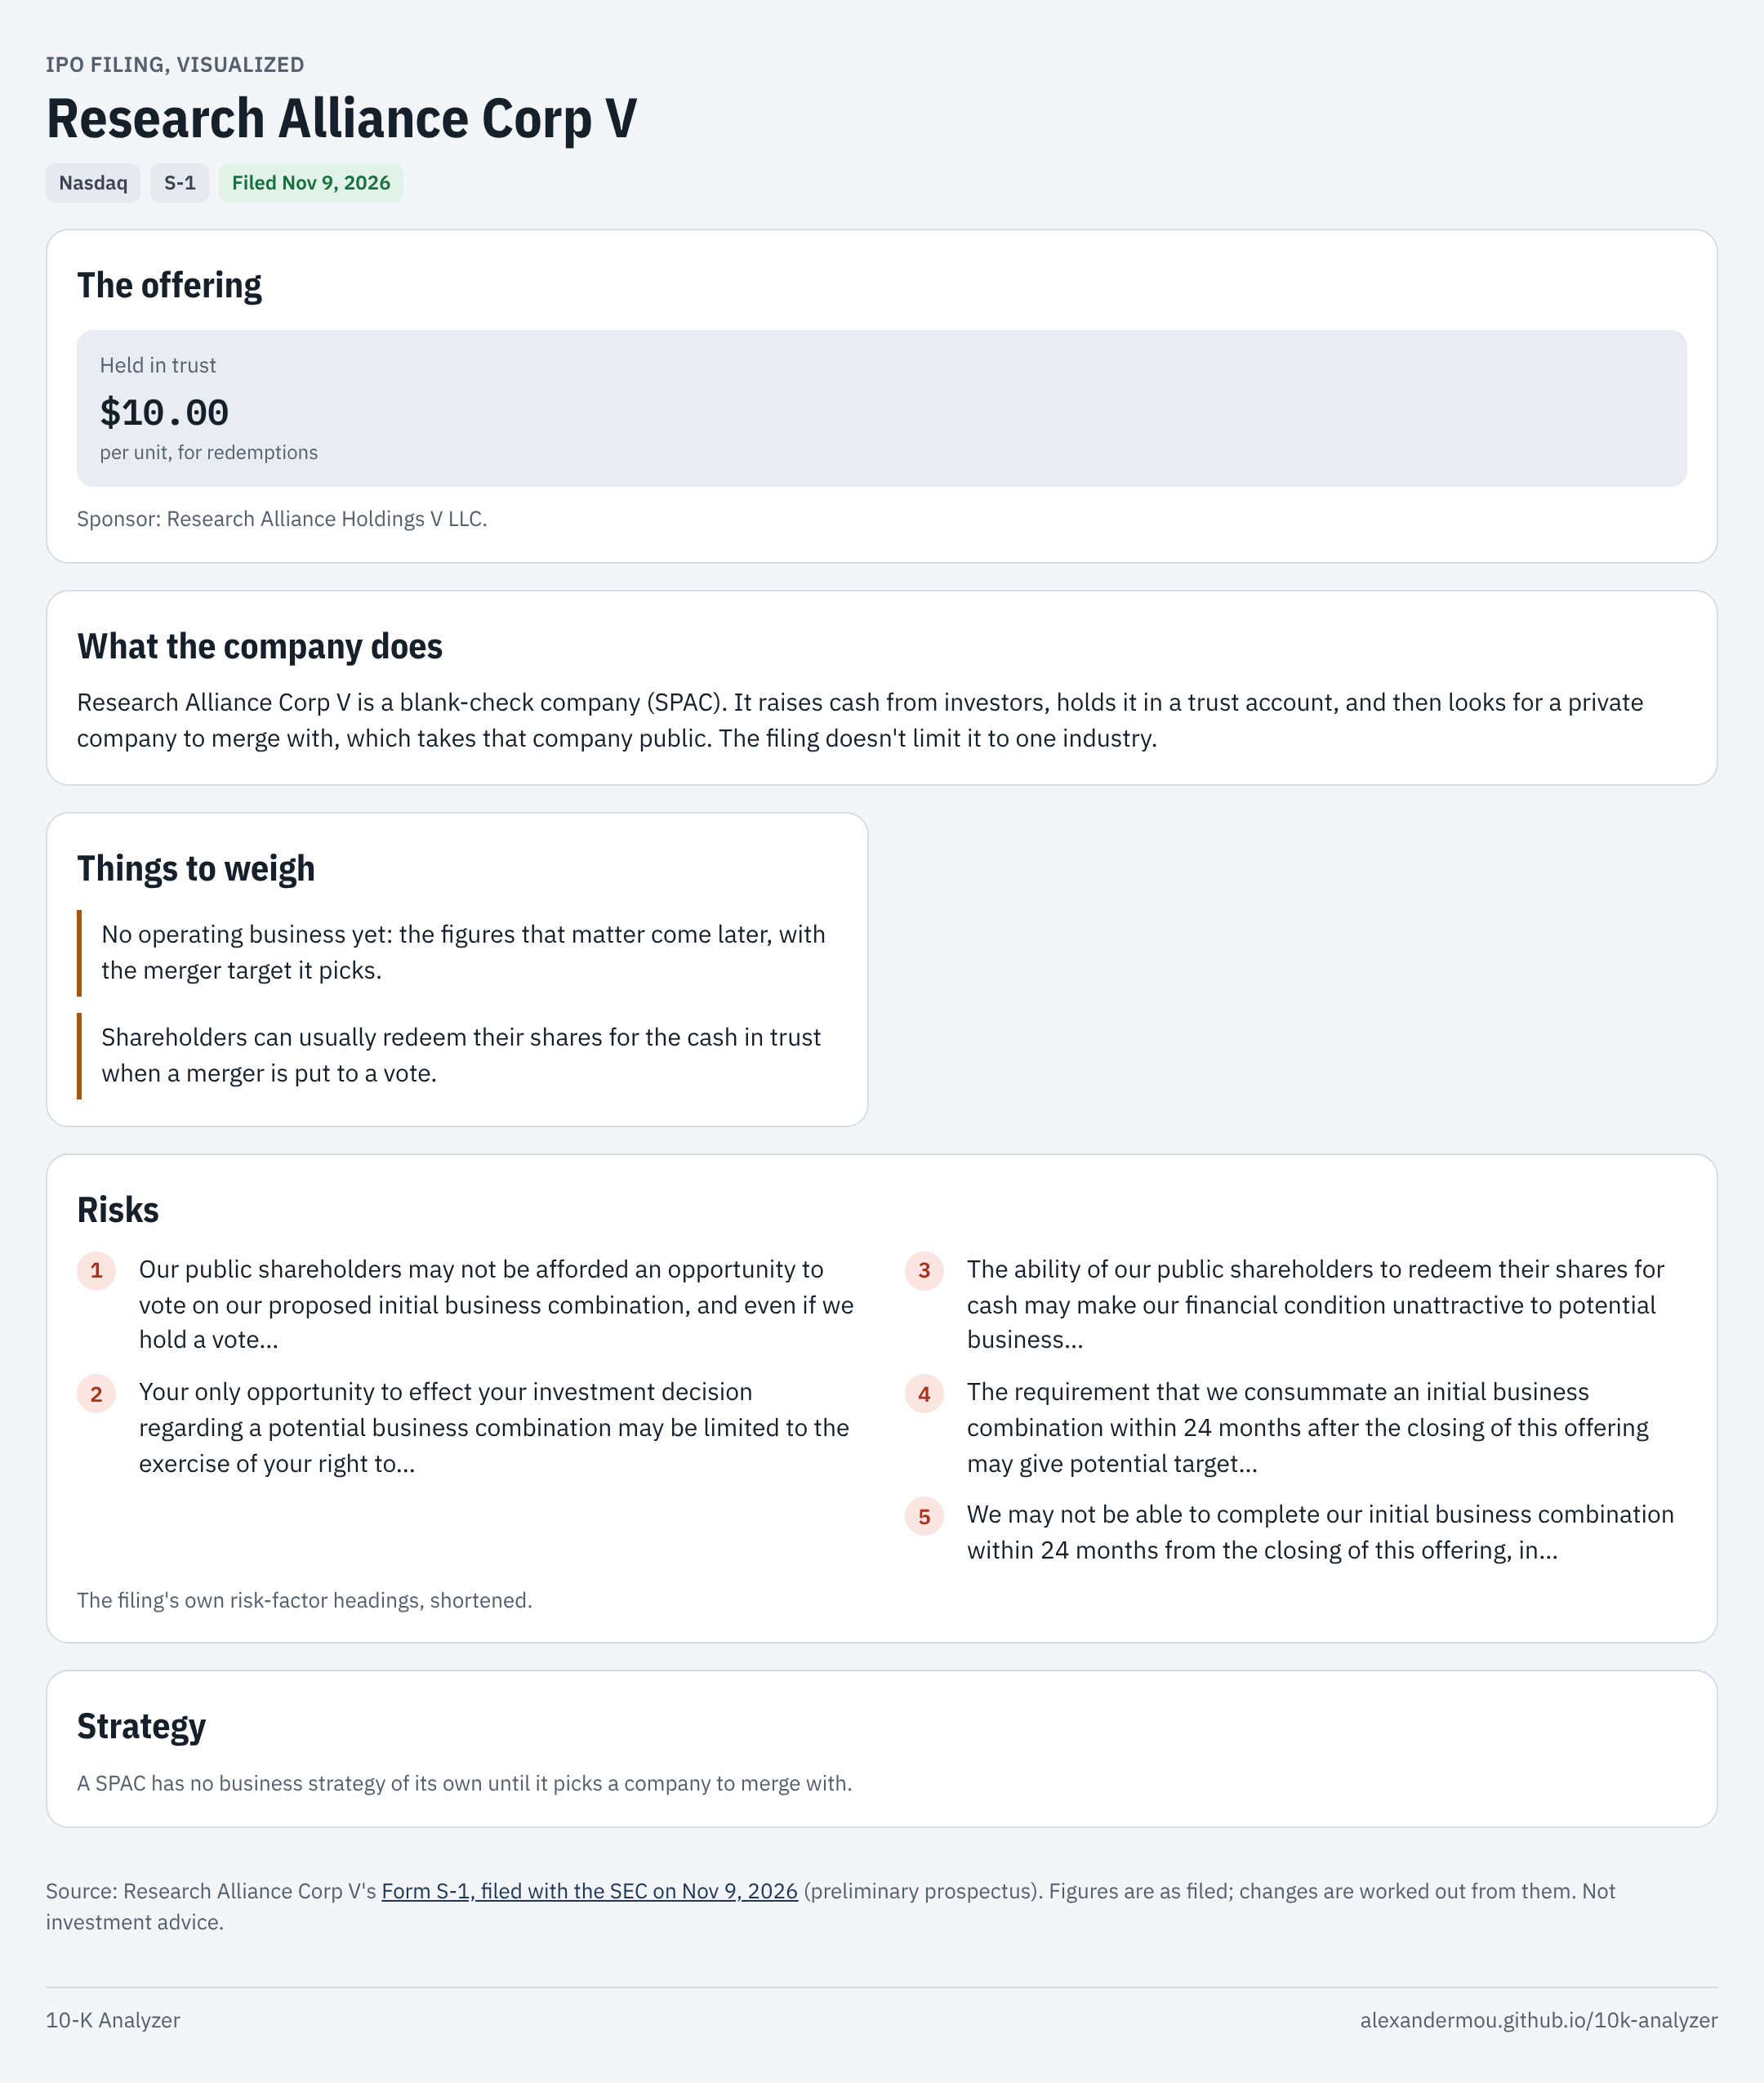 IPO FILING, VISUALIZED
Research Alliance Corp V
Nasdaq S-1 Filed Nov 9, 2026
The offering
Held in trust
$10.00
per unit, for redemptions
Sponsor: Research Alliance Holdings V LLC.
What the company does
Research Alliance Corp V is a blank-check company (SPAC). It raises cash from investors, holds it in a trust account, and then looks for a private
company to merge with, which takes that company public. The filing doesn't limit it to one industry.
Things to weigh
No operating business yet: the figures that matter come later, with
the merger target it picks.
Shareholders can usually redeem their shares for the cash in trust
when a merger is put to a vote.
Risks
1 Our public shareholders may not be afforded an opportunity to
vote on our proposed initial business combination, and even if we
hold a vote…
2 Your only opportunity to effect your investment decision
regarding a potential business combination may be limited to the
exercise of your right to…
3 The ability of our public shareholders to redeem their shares for
cash may make our financial condition unattractive to potential
business…
4 The requirement that we consummate an initial business
combination within 24 months after the closing of this offering
may give potential target…
5 We may not be able to complete our initial business combination
within 24 months from the closing of this offering, in…
The filing's own risk-factor headings, shortened.
Strategy
A SPAC has no business strategy of its own until it picks a company to merge with.
Source: Research Alliance Corp V's Form S-1, filed with the SEC on Nov 9, 2026 (preliminary prospectus). Figures are as filed; changes are worked out from them. Not
investment advice.
10-K Analyzer
alexandermou.github.io/10k-analyzer